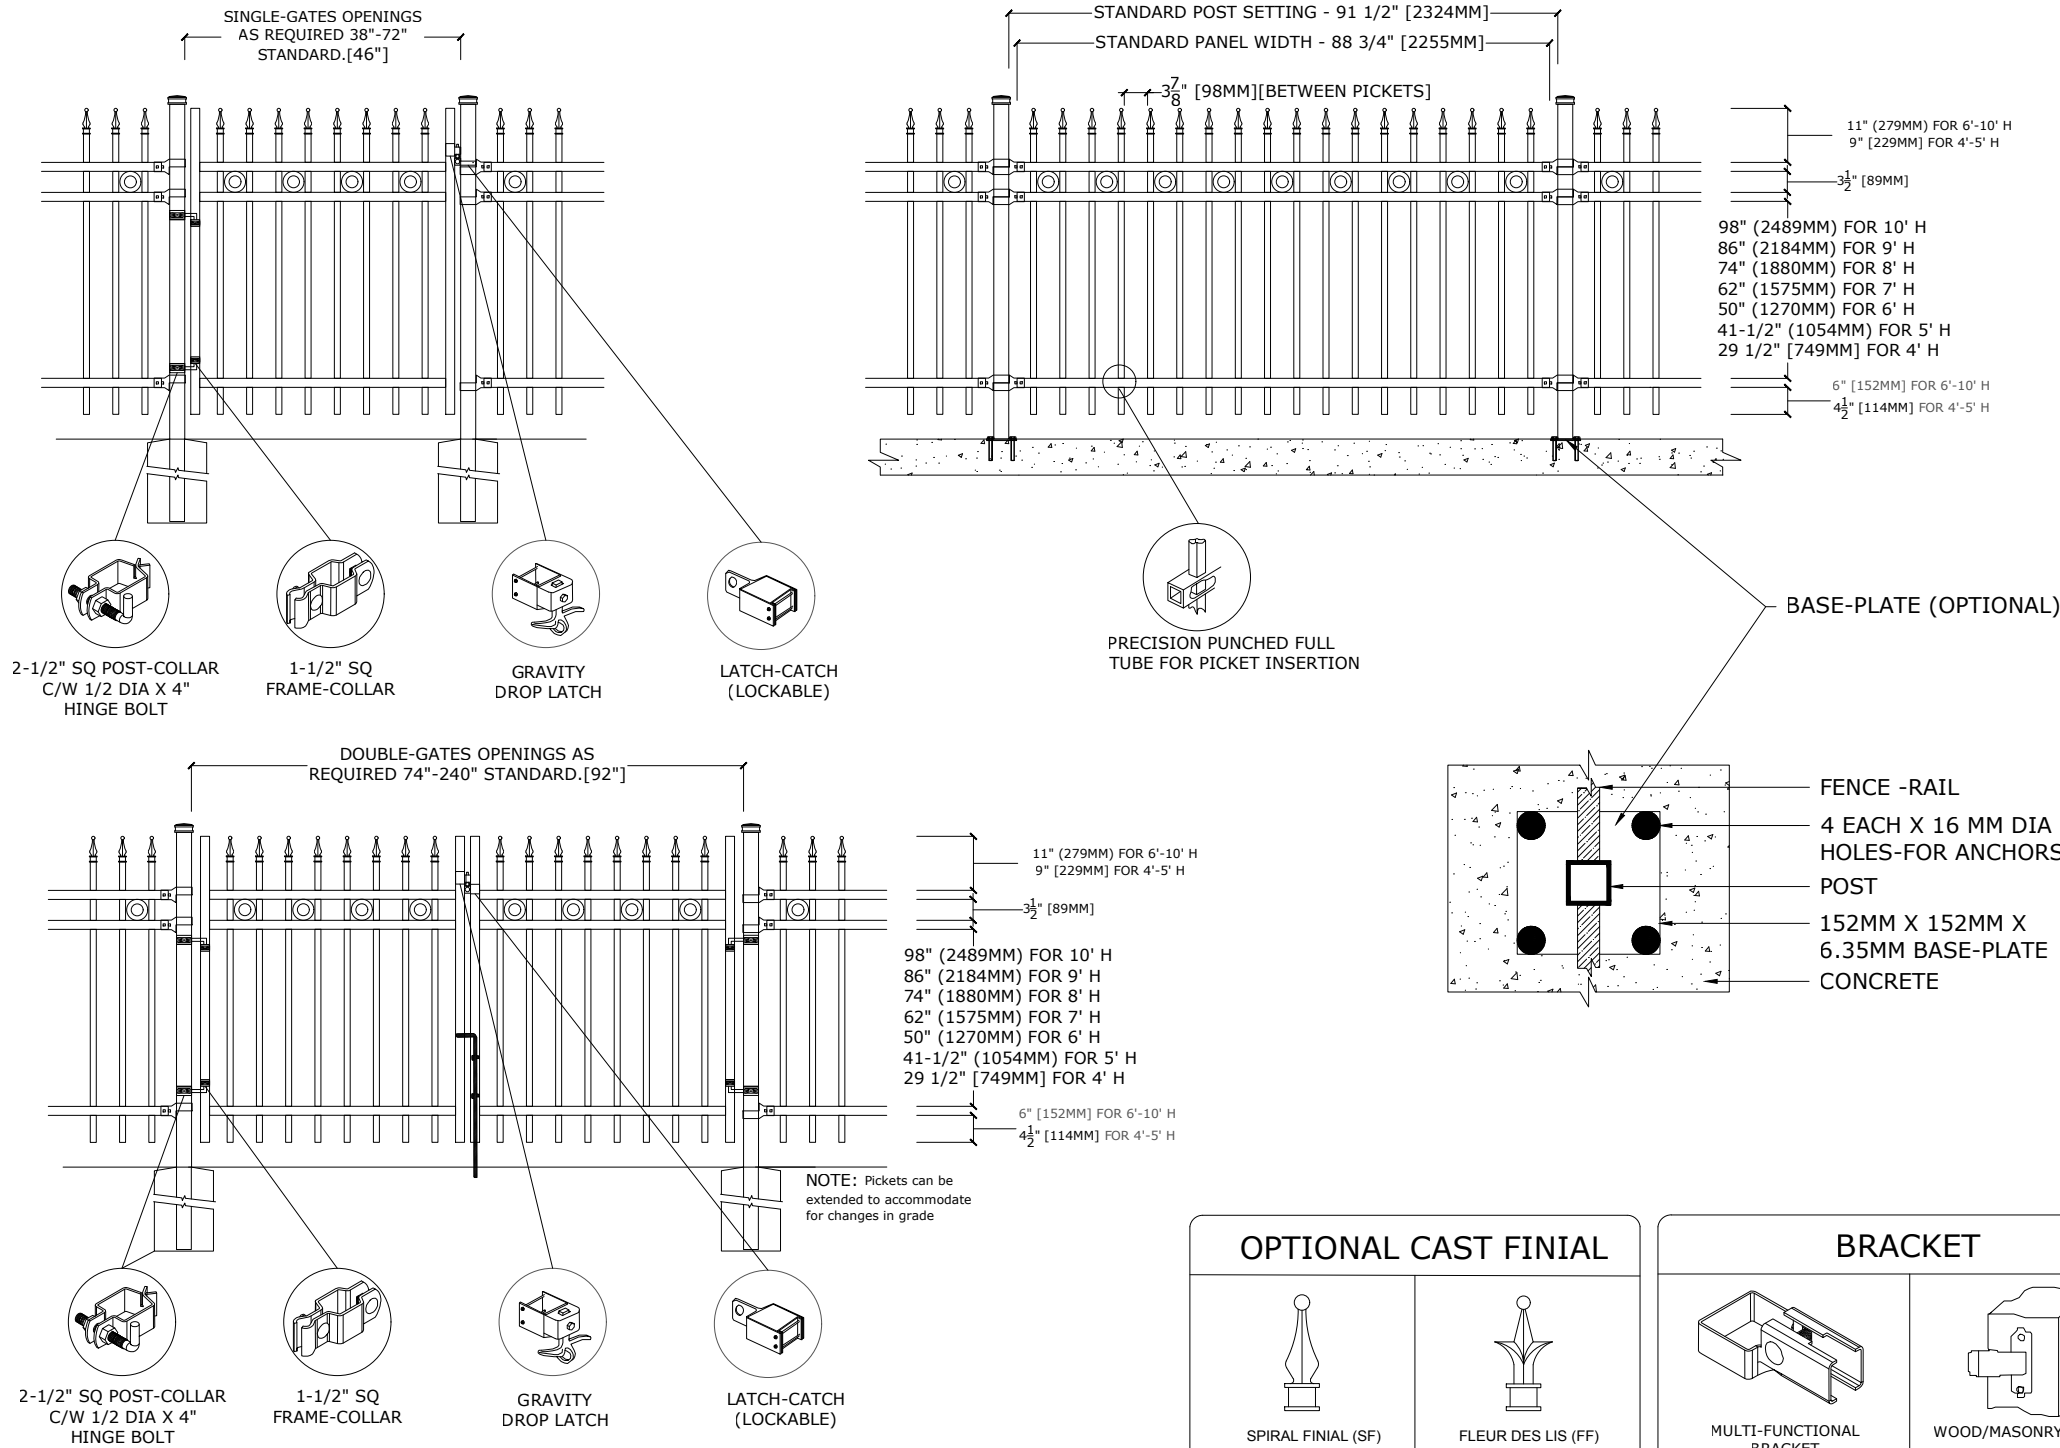 SINGLE-GATES OPENINGS
AS REQUIRED 38"-72"
STANDARD.[46"]
STANDARD POST SETTING - 91 1/2" [2324MM]
STANDARD PANEL WIDTH - 88 3/4" [2255MM]
3 7/8" [98MM][BETWEEN PICKETS]
11" (279MM) FOR 6'-10' H
9" [229MM] FOR 4'-5' H
3 1/2" [89MM]
98" (2489MM) FOR 10' H
86" (2184MM) FOR 9' H
74" (1880MM) FOR 8' H
62" (1575MM) FOR 7' H
50" (1270MM) FOR 6' H
41-1/2" (1054MM) FOR 5' H
29 1/2" [749MM] FOR 4' H
6" [152MM] FOR 6'-10' H
4 1/2" [114MM] FOR 4'-5' H
2-1/2" SQ POST-COLLAR
C/W 1/2 DIA X 4"
HINGE BOLT
1-1/2" SQ
FRAME-COLLAR
GRAVITY
DROP LATCH
LATCH-CATCH
(LOCKABLE)
PRECISION PUNCHED FULL
TUBE FOR PICKET INSERTION
BASE-PLATE (OPTIONAL)
FENCE -RAIL
4 EACH X 16 MM DIA
HOLES-FOR ANCHORS
POST
152MM X 152MM X
6.35MM BASE-PLATE
CONCRETE
DOUBLE-GATES OPENINGS AS
REQUIRED 74"-240" STANDARD.[92"]
11" (279MM) FOR 6'-10' H
9" [229MM] FOR 4'-5' H
3 1/2" [89MM]
98" (2489MM) FOR 10' H
86" (2184MM) FOR 9' H
74" (1880MM) FOR 8' H
62" (1575MM) FOR 7' H
50" (1270MM) FOR 6' H
41-1/2" (1054MM) FOR 5' H
29 1/2" [749MM] FOR 4' H
6" [152MM] FOR 6'-10' H
4 1/2" [114MM] FOR 4'-5' H
NOTE: Pickets can be
extended to accommodate
for changes in grade
2-1/2" SQ POST-COLLAR
C/W 1/2 DIA X 4"
HINGE BOLT
1-1/2" SQ
FRAME-COLLAR
GRAVITY
DROP LATCH
LATCH-CATCH
(LOCKABLE)
OPTIONAL CAST FINIAL
SPIRAL FINIAL (SF)
FLEUR DES LIS (FF)
BRACKET
MULTI-FUNCTIONAL
BRACKET
WOOD/MASONRY